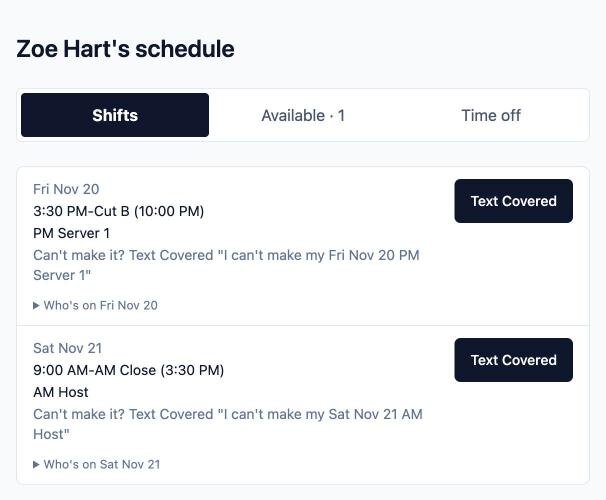 Zoe Hart's schedule
Shifts
Available · 1
Time off
Fri Nov 20
3:30 PM-Cut B (10:00 PM)
PM Server 1
Can't make it? Text Covered "I can't make my Fri Nov 20 PM
Server 1"
Text Covered
Who's on Fri Nov 20
Sat Nov 21
9:00 AM-AM Close (3:30 PM)
AM Host
Can't make it? Text Covered "I can't make my Sat Nov 21 AM
Host"
Text Covered
Who's on Sat Nov 21